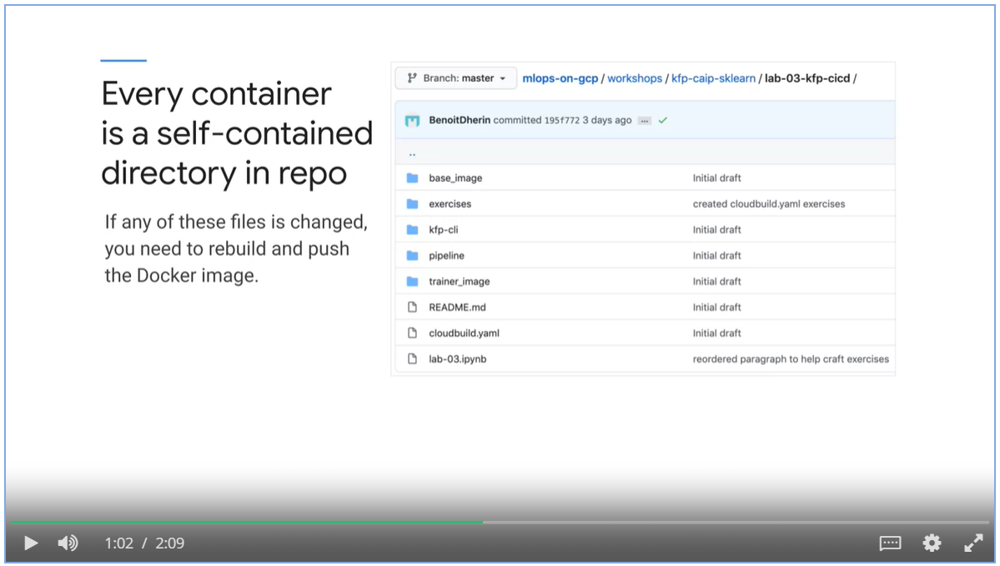 Every container
is a self-contained
directory in repo
If any of these files is changed,
you need to rebuild and push
the Docker image.
Branch: master
mlops-on-gcp / workshops / kfp-caip-sklearn / lab-03-kfp-cicd /
BenoitDherin committed 195f772 3 days ago ...
..
base_image Initial draft
exercises created cloudbuild.yaml exercises
kfp-cli Initial draft
pipeline Initial draft
trainer_image Initial draft
README.md Initial draft
cloudbuild.yaml Initial draft
lab-03.ipynb reordered paragraph to help craft exercises
1:02 / 2:09